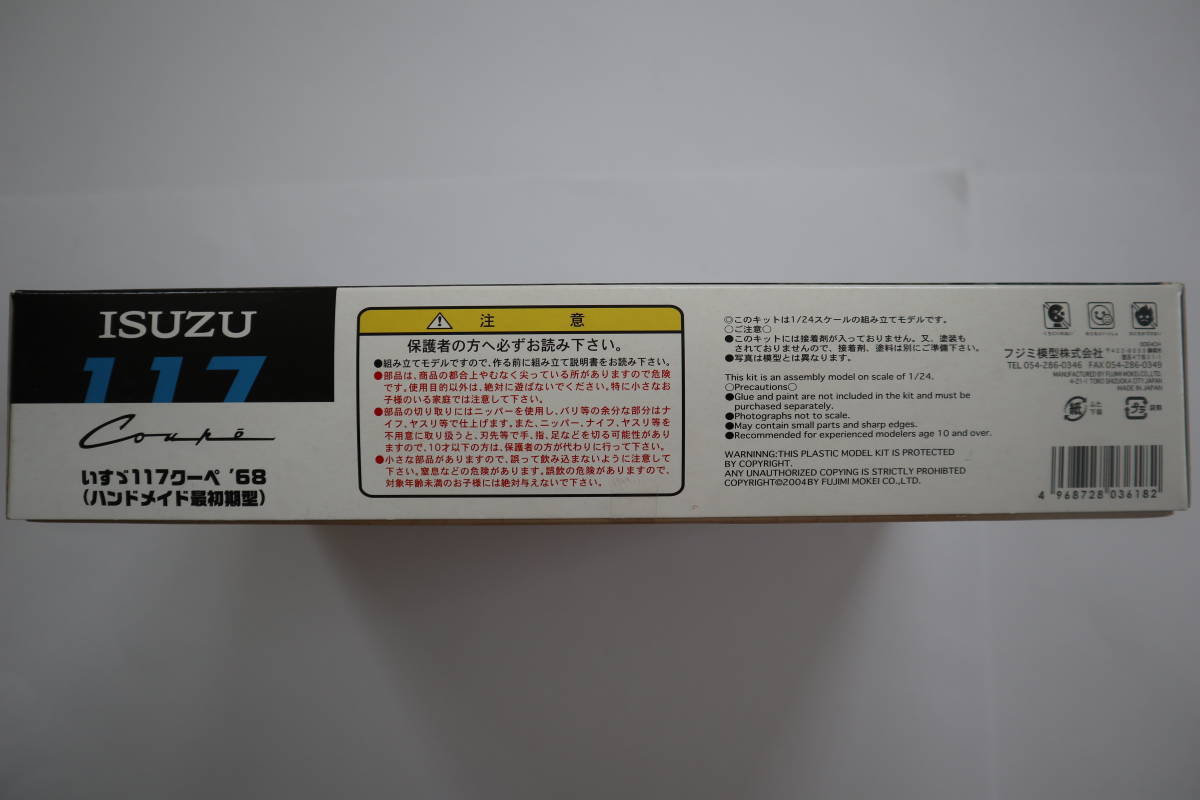 ISUZU
117
Coupé
いすゞ117クーペ '68
(ハンドメイド最初期型)
注 意
保護者の方へ必ずお読み下さい。
●組み立てモデルですので、作る前に組み立て説明書をお読み下さい。
●部品は、商品の都合上やむなく尖っている所がありますので危険
です。使用目的以外は、絶対に遊ばないでください。特に小さなお
子様のいる家庭では注意して下さい。
●部品の切り取りにはニッパーを使用し、バリ等の余分な部分はナ
イフ、ヤスリ等で仕上げます。また、ニッパー、ナイフ、ヤスリ等を
不用意に取り扱うと、刃先等で手、指、足などを切る可能性があり
ますので、10才以下の方は、保護者の方が代わりに行って下さい。
●小さな部品がありますので、誤って飲み込まないように注意して
下さい。窒息などの危険があります。誤飲の危険がありますので、
対象年齢未満のお子様には絶対与えないで下さい。
◎このキットは1/24スケールの組み立てモデルです。
○ご注意○
●このキットには接着剤が入っておりません。又、塗装も
されておりませんので、接着剤、塗料は別にご準備下さい。
●写真は模型とは異なります。
This kit is an assembly model on scale of 1/24.
○Precautions○
●Glue and paint are not included in the kit and must be
purchased separately.
●Photographs not to scale.
●May contain small parts and sharp edges.
●Recommended for experienced modelers age 10 and over.
WARNNING:THIS PLASTIC MODEL KIT IS PROTECTED
BY COPYRIGHT.
ANY UNAUTHORIZED COPYING IS STRICTLY PROHIBITED
COPYRIGHT©2004BY FUJIMI MOKEI CO.,LTD.
フジミ模型株式会社
TEL 054-286-0346 FAX 054-286-0349
MANUFACTURED BY FUJIMI MOKEI CO.,LTD.
4-21-1 TORO SHIZUOKA CITY JAPAN
MADE IN JAPAN
紙 ふた 下箱
プラ 袋類
4 968728 036182